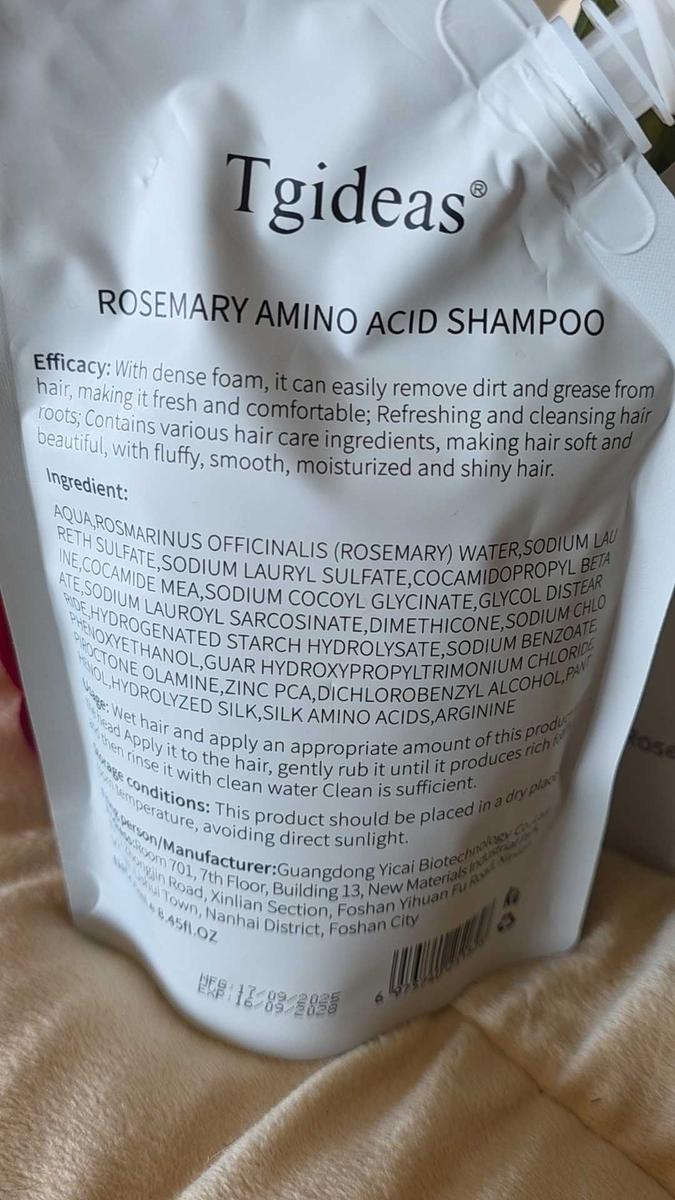 Tgideas®
ROSEMARY AMINO ACID SHAMPOO
Efficacy: With dense foam, it can easily remove dirt and grease from
hair, making it fresh and comfortable; Refreshing and cleansing hair
roots; Contains various hair care ingredients, making hair soft and
beautiful, with fluffy, smooth, moisturized and shiny hair.
Ingredient:
AQUA,ROSMARINUS OFFICINALIS (ROSEMARY) WATER,SODIUM LAU
RETH SULFATE,SODIUM LAURYL SULFATE,COCAMIDOPROPYL BETA
INE,COCAMIDE MEA,SODIUM COCOYL GLYCINATE,GLYCOL DISTEAR
ATE,SODIUM LAUROYL SARCOSINATE,DIMETHICONE,SODIUM CHLO
RIDE,HYDROGENATED STARCH HYDROLYSATE,SODIUM BENZOATE,
PHENOXYETHANOL,GUAR HYDROXYPROPYLTRIMONIUM CHLORIDE,
PIROCTONE OLAMINE,ZINC PCA,DICHLOROBENZYL ALCOHOL,PANT
HENOL,HYDROLYZED SILK,SILK AMINO ACIDS,ARGININE
Usage: Wet hair and apply an appropriate amount of this product
head Apply it to the hair, gently rub it until it produces rich
then rinse it with clean water Clean is sufficient.
Storage conditions: This product should be placed in a dry place
temperature, avoiding direct sunlight.
person/Manufacturer:Guangdong Yicai Biotechnology
Room 701, 7th Floor, Building 13, New Materials Industrial
Road, Xinlian Section, Foshan Yihuan Fu Road,
Town, Nanhai District, Foshan City
8.45fl.OZ
MFG:17/09/2025
EXP:16/09/2028
Rose